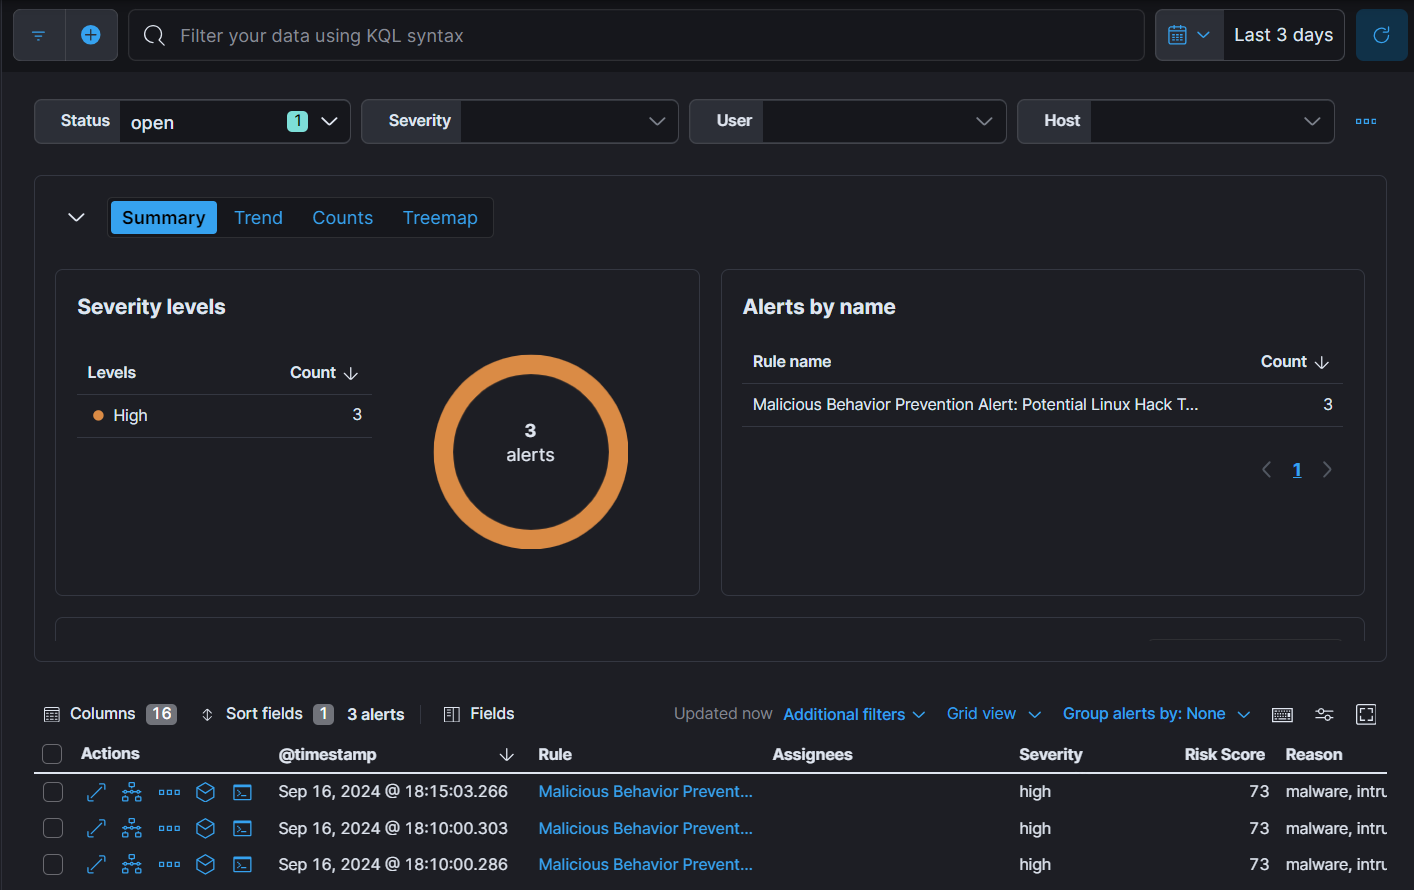 Filter your data using KQL syntax Last 3 days
Status open 1 Severity User Host
Summary Trend Counts Treemap
Severity levels
Levels Count
High 3
3
alerts
Alerts by name
Rule name Count
Malicious Behavior Prevention Alert: Potential Linux Hack T... 3
1
Columns 16 Sort fields 1 3 alerts Fields Updated now Additional filters Grid view Group alerts by: None
Actions @timestamp Rule Assignees Severity Risk Score Reason
Sep 16, 2024 @ 18:15:03.266 Malicious Behavior Prevent... high 73 malware, intru
Sep 16, 2024 @ 18:10:00.303 Malicious Behavior Prevent... high 73 malware, intru
Sep 16, 2024 @ 18:10:00.286 Malicious Behavior Prevent... high 73 malware, intru